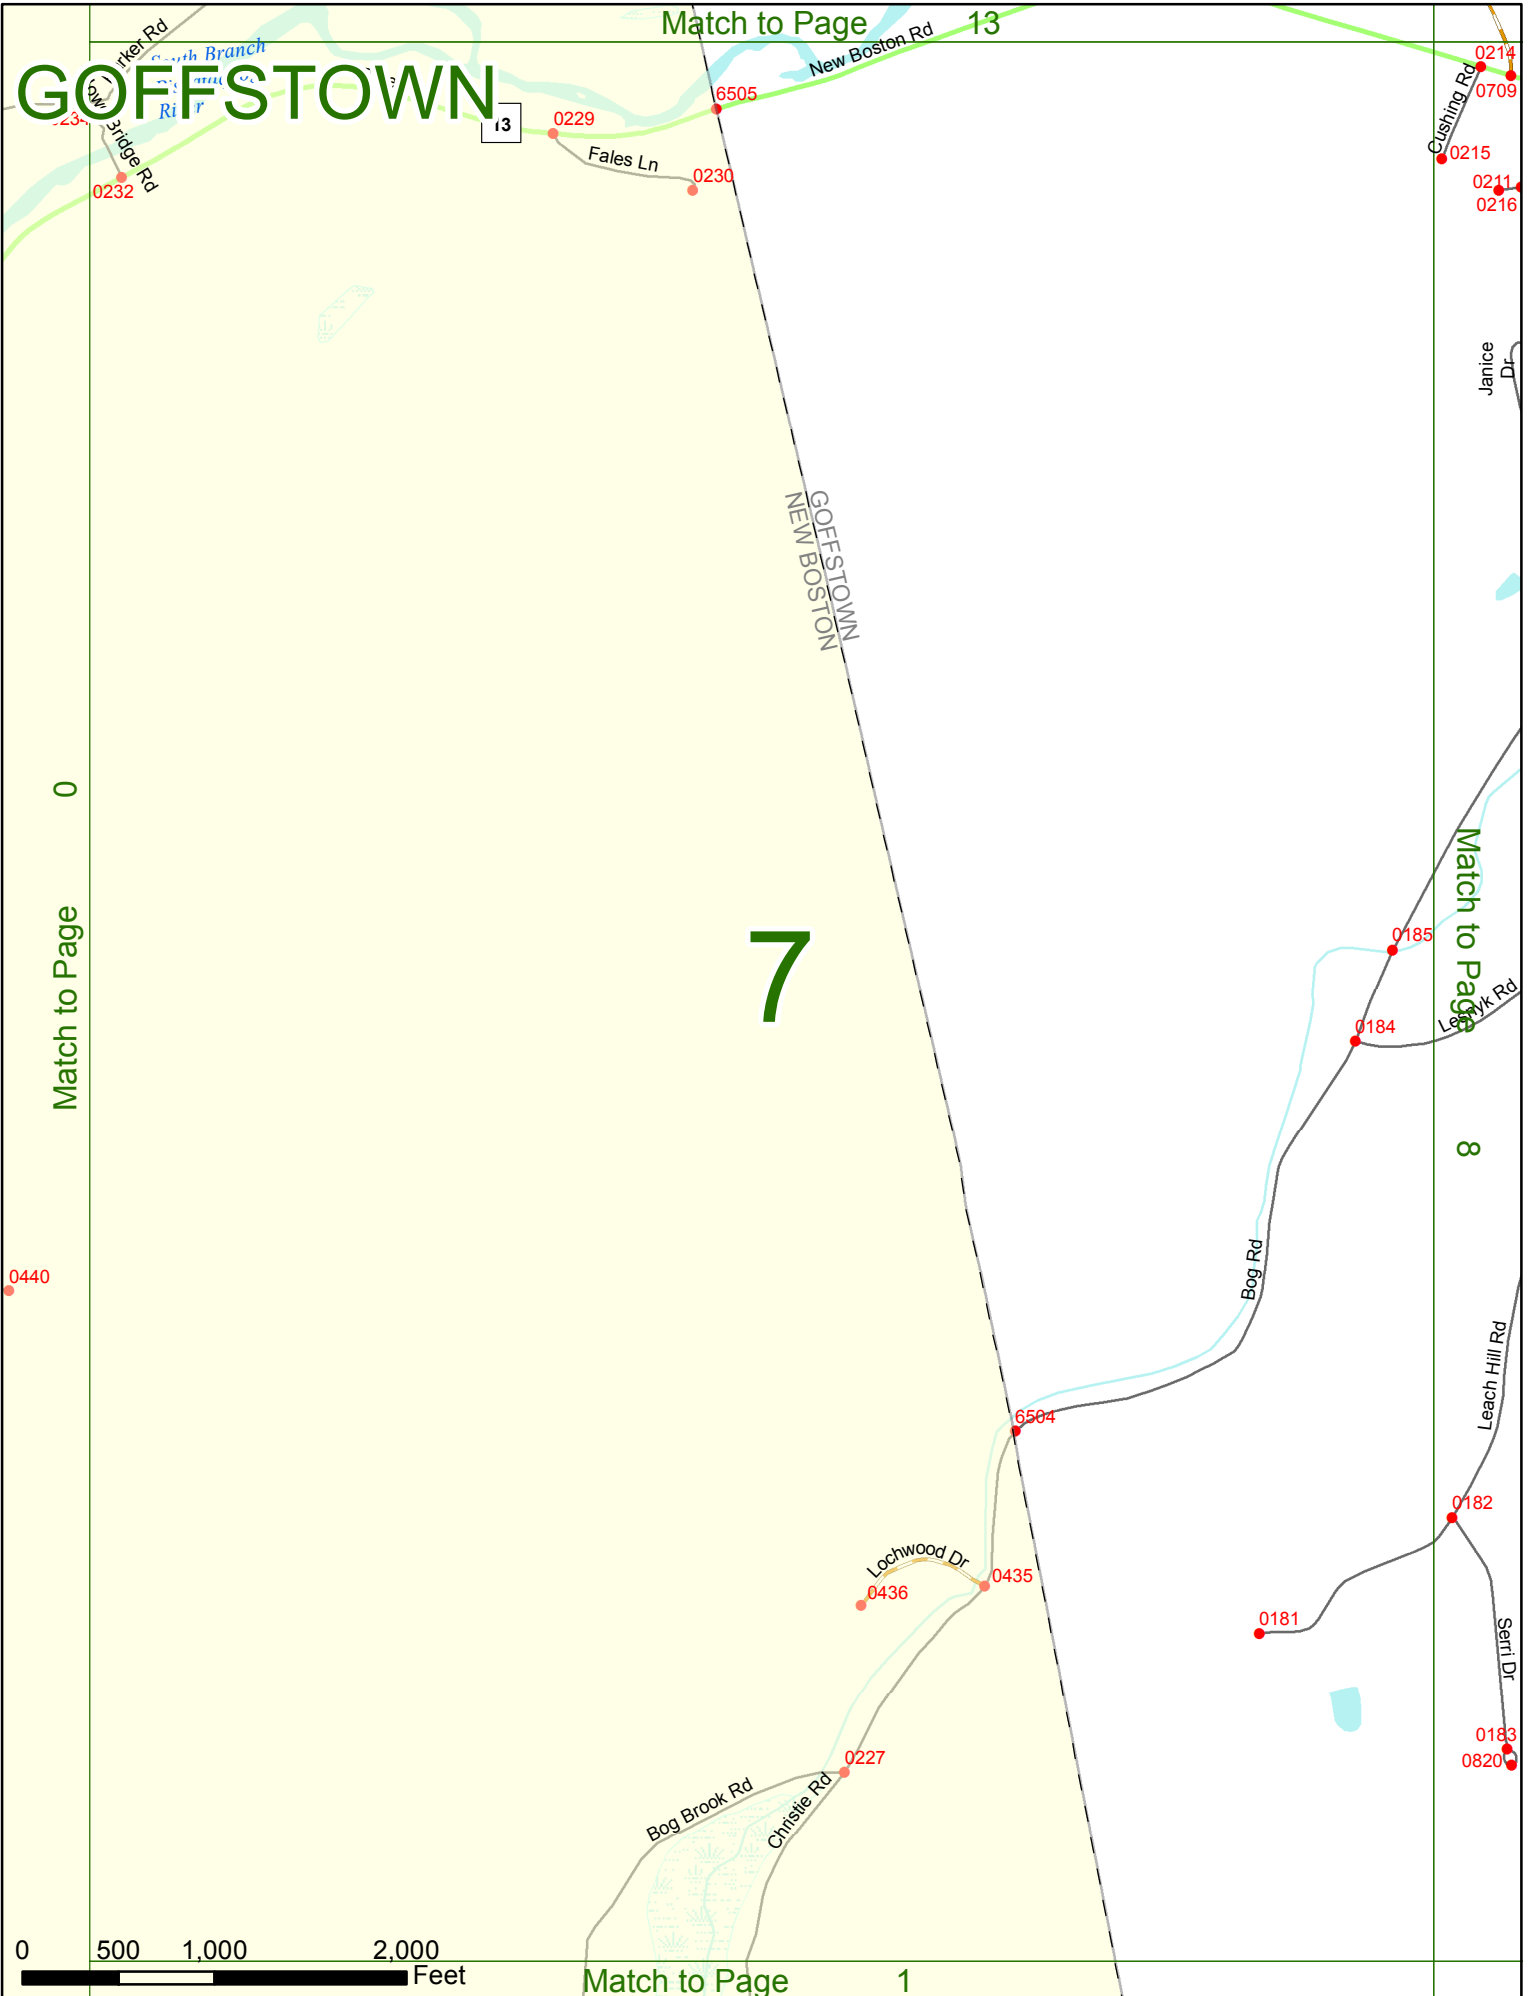 Match to Page 13
GOFFSTOWN
South Branch
River
Bridge Rd
13
New Boston Rd
6505
0229
Fales Ln
0230
0232
0214
0709
Cushing Rd
0215
0211
0216
Janice
Dr
GOFFSTOWN
NEW BOSTON
Match to Page 0
7
Match to Page 8
0185
0184
Bog Rd
0440
Leach Hill Rd
6504
0182
Lochwood Dr
0436
0435
0181
Serri Dr
0183
0820
0227
Bog Brook Rd
Christie Rd
0 500 1,000 2,000
Feet
Match to Page 1